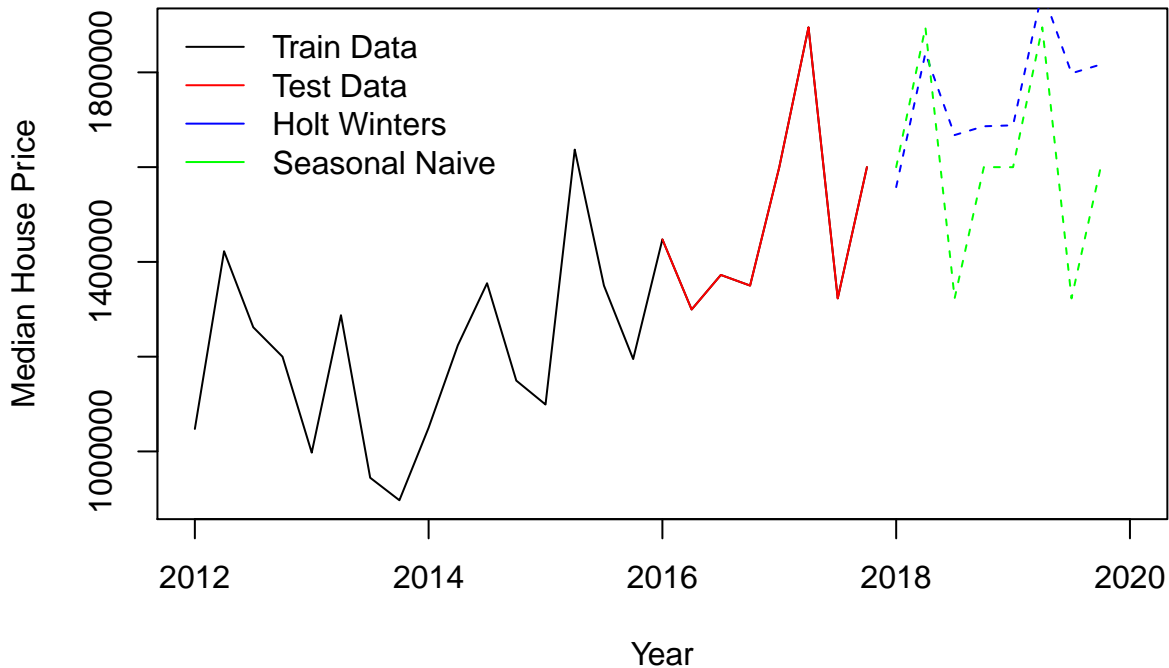 Median House Price
1800000
1400000
1000000
Train Data
Test Data
Holt Winters
Seasonal Naive
2012 2014 2016 2018 2020
Year